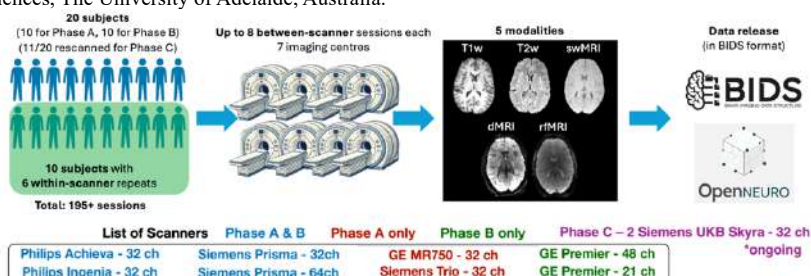 ences, The University of Adelaide, Australia.
20 subjects
(10 for Phase A, 10 for Phase B)
(11/20 rescanned for Phase C)
10 subjects with
6 within-scanner repeats
Total: 195+ sessions
Up to 8 between-scanner sessions each
7 imaging centres
5 modalities
T1w T2w swMRI
dMRI rfMRI
Data release
(in BIDS format)
BIDS
BRAIN IMAGING DATA STRUCTURE
OPENNEURO
List of Scanners Phase A & B Phase A only Phase B only Phase C – 2 Siemens UKB Skyra - 32 ch
*ongoing
Philips Achieva - 32 ch Siemens Prisma - 32ch GE MR750 - 32 ch GE Premier - 48 ch
Philips Ingenia - 32 ch Siemens Prisma - 64ch Siemens Trio - 32 ch GE Premier - 21 ch